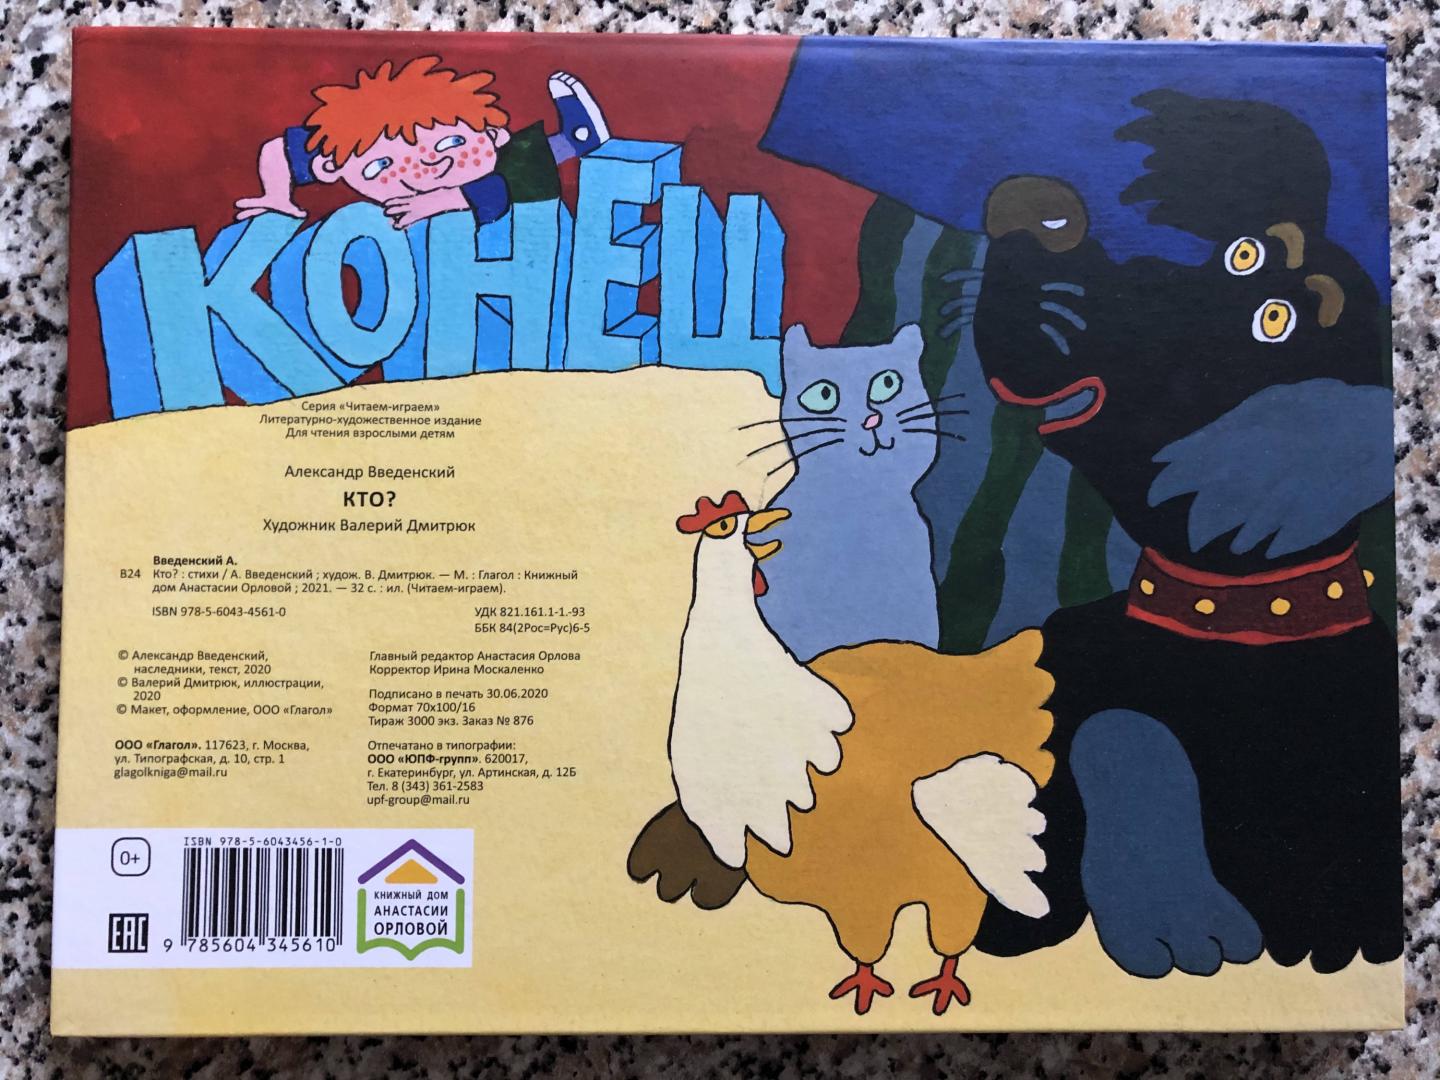 КОНЕЦ
Серия «Читаем-играем»
Литературно-художественное издание
Для чтения взрослыми детям
Александр Введенский
КТО?
Художник Валерий Дмитрюк
Введенский А.
В24 Кто? : стихи / А. Введенский ; худож. В. Дмитрюк. — М. : Глагол : Книжный
дом Анастасии Орловой ; 2021. — 32 с. : ил. (Читаем-играем).
ISBN 978-5-6043-4561-0
УДК 821.161.1-1.-93
ББК 84(2Рос=Рус)6-5
© Александр Введенский,
наследники, текст, 2020
© Валерий Дмитрюк, иллюстрации,
2020
© Макет, оформление, ООО «Глагол»
ООО «Глагол». 117623, г. Москва,
ул. Типографская, д. 10, стр. 1
glagolkniga@mail.ru
Главный редактор Анастасия Орлова
Корректор Ирина Москаленко
Подписано в печать 30.06.2020
Формат 70х100/16
Тираж 3000 экз. Заказ № 876
Отпечатано в типографии:
ООО «ЮПФ-групп». 620017,
г. Екатеринбург, ул. Артинская, д. 12Б
Тел. 8 (343) 361-2583
upf-group@mail.ru
0+
EAC
ISBN 978-5-6043456-1-0
9 785604 345610
КНИЖНЫЙ ДОМ
АНАСТАСИИ
ОРЛОВОЙ